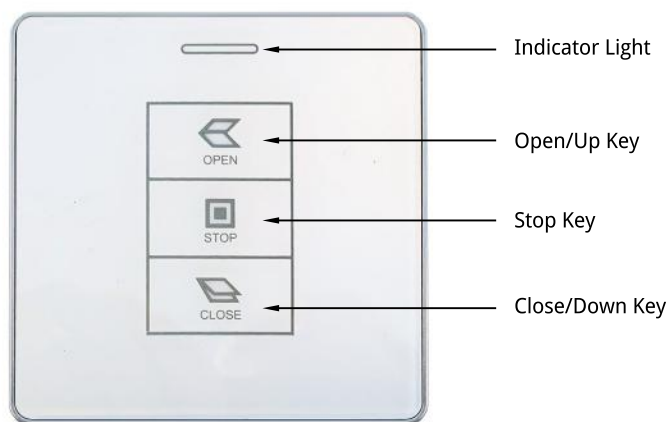 Indicator Light
OPEN
Open/Up Key
STOP
Stop Key
CLOSE
Close/Down Key